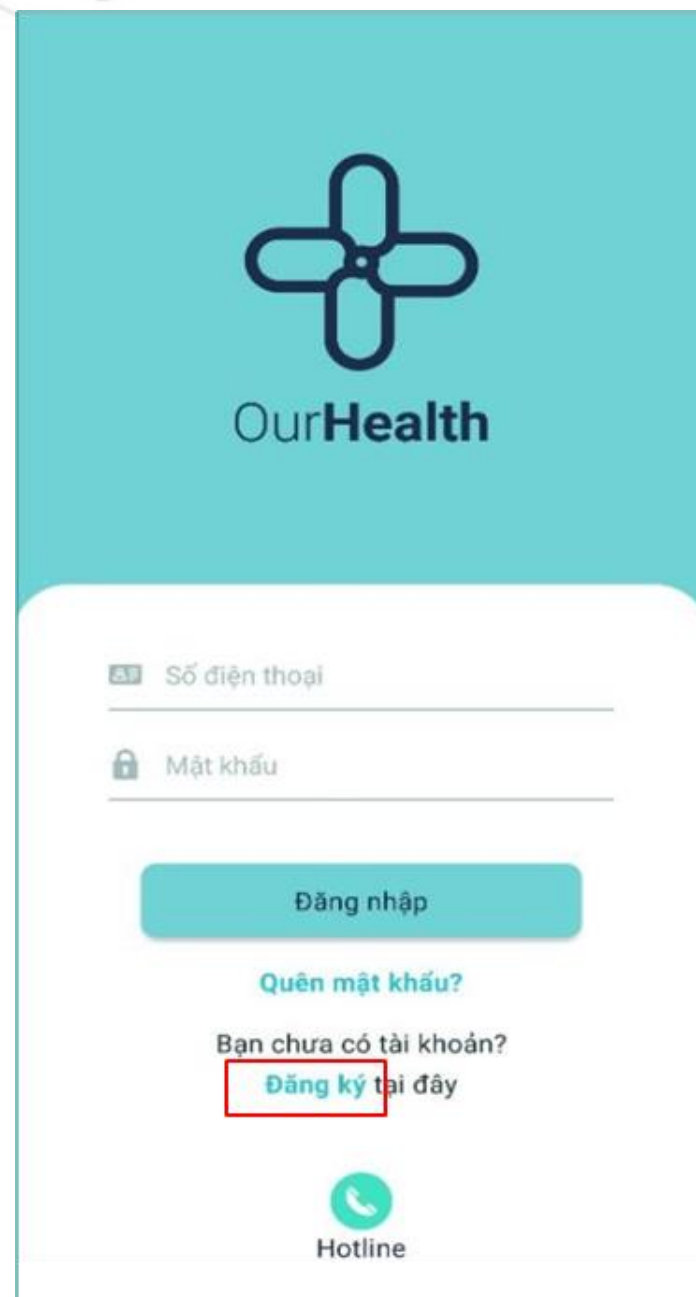 OurHealth
Số điện thoại
Mật khẩu
Đăng nhập
Quên mật khẩu?
Bạn chưa có tài khoản?
Đăng ký tại đây
Hotline